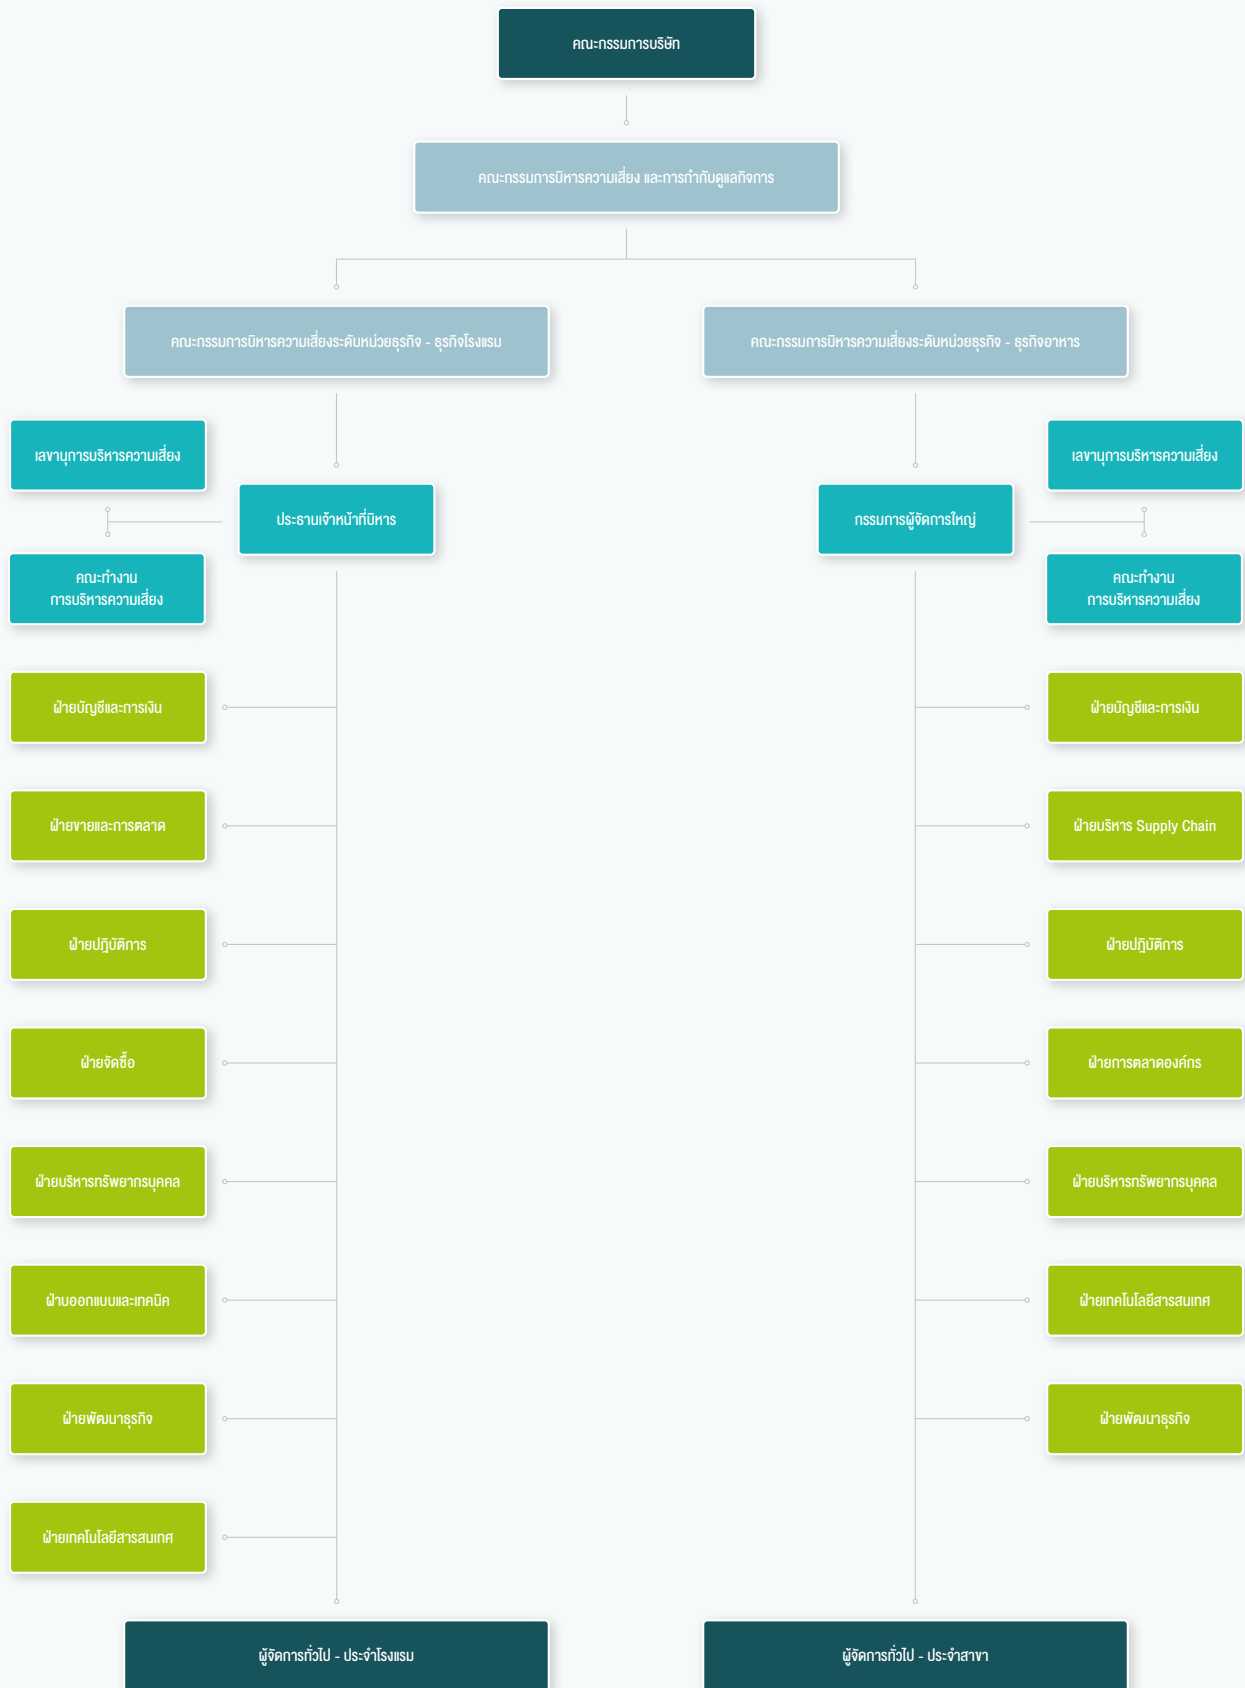 คณะกรรมการบริษัท
คณะกรรมการบิหารความเสี่ยง และการกำกับดูแลกิจการ
คณะกรรมการบิหารความเสี่ยงระดับหน่วยธุรกิจ - ธุรกิจโรงแรม
คณะกรรมการบิหารความเสี่ยงระดับหน่วยธุรกิจ - ธุรกิจอาหาร
เลขานุการบริหารความเสี่ยง
เลขานุการบริหารความเสี่ยง
ประธานเจ้าหน้าที่บิหาร
กรรมการผู้จัดการใหญ่
คณะทำงาน
การบริหารความเสี่ยง
คณะทำงาน
การบริหารความเสี่ยง
ฝ่ายบัญชีและการเงิน
ฝ่ายบัญชีและการเงิน
ฝ่ายขายและการตลาด
ฝ่ายบริหาร Supply Chain
ฝ่ายปฎิบัติการ
ฝ่ายปฎิบัติการ
ฝ่ายจัดซื้อ
ฝ่ายการตลาดองค์กร
ฝ่ายบริหารทรัพยากรบุคคล
ฝ่ายบริหารทรัพยากรบุคคล
ฝ่าบออกแบบและเทคนิค
ฝ่ายเทคโนโลยีสารสนเทศ
ฝ่ายพัฒนาธุรกิจ
ฝ่ายพัฒนาธุรกิจ
ฝ่ายเทคโนโลยีสารสนเทศ
ผู้จัดการทั่วไป - ประจำโรงแรม
ผู้จัดการทั่วไป - ประจำสาขา